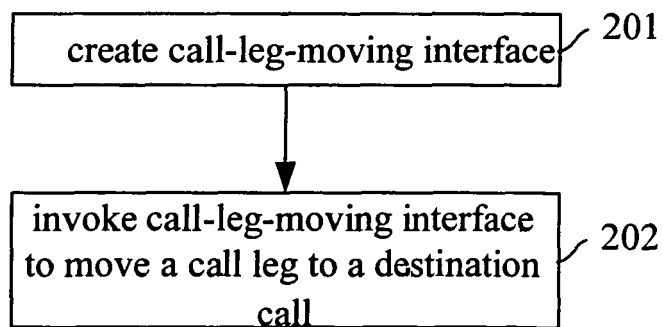 201
create call-leg-moving interface
invoke call-leg-moving interface
202
to move a call leg to a destination
call